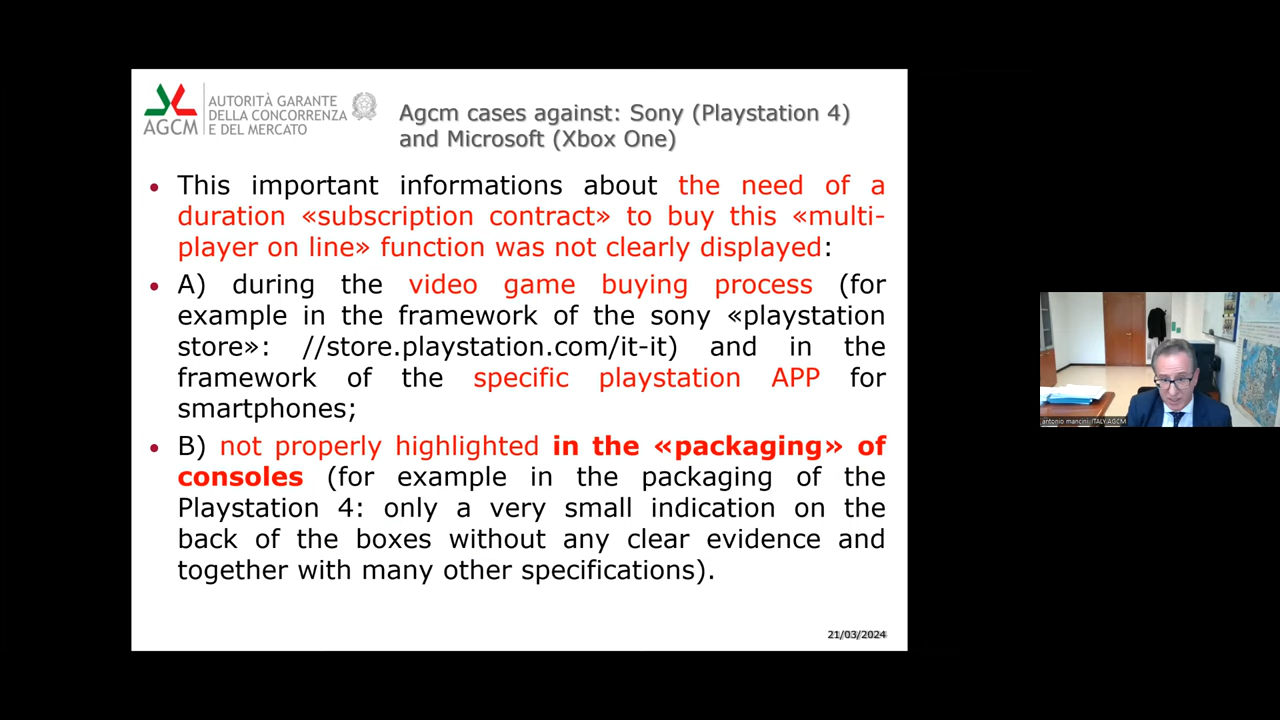 AGCM
AUTORITÀ GARANTE
DELLA CONCORRENZA
E DEL MERCATO
Agcm cases against: Sony (Playstation 4)
and Microsoft (Xbox One)
• This important informations about the need of a
duration «subscription contract» to buy this «multi-
player on line» function was not clearly displayed:
• A) during the video game buying process (for
example in the framework of the sony «playstation
store»: //store.playstation.com/it-it) and in the
framework of the specific playstation APP for
smartphones;
• B) not properly highlighted in the «packaging» of
consoles (for example in the packaging of the
Playstation 4: only a very small indication on the
back of the boxes without any clear evidence and
together with many other specifications).
21/03/2024
antonio mancini ITALY AGCM